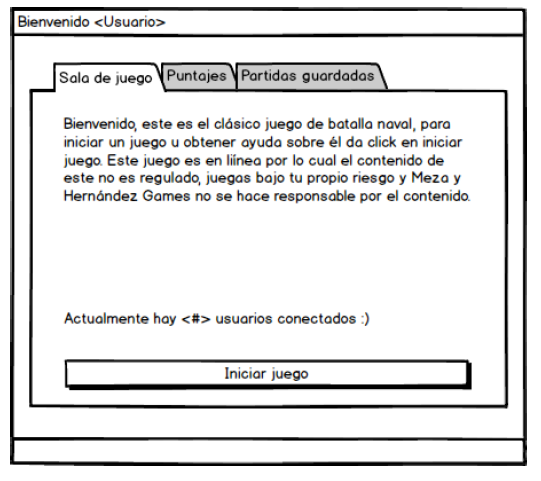 Bienvenido <Usuario>
Sala de juego Puntajes Partidas guardadas
Bienvenido, este es el clásico juego de batalla naval, para
iniciar un juego u obtener ayuda sobre él da click en iniciar
juego. Este juego es en liínea por lo cual el contenido de
este no es regulado, juegas bajo tu propio riesgo y Meza y
Hernández Games no se hace responsable por el contenido.
Actualmente hay <#> usuarios conectados :)
Iniciar juego